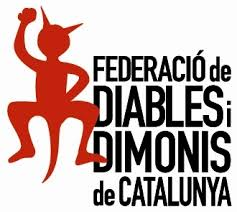 FEDERACIÓ de
DIABLES i
DIMONIS
de CATALUNYA